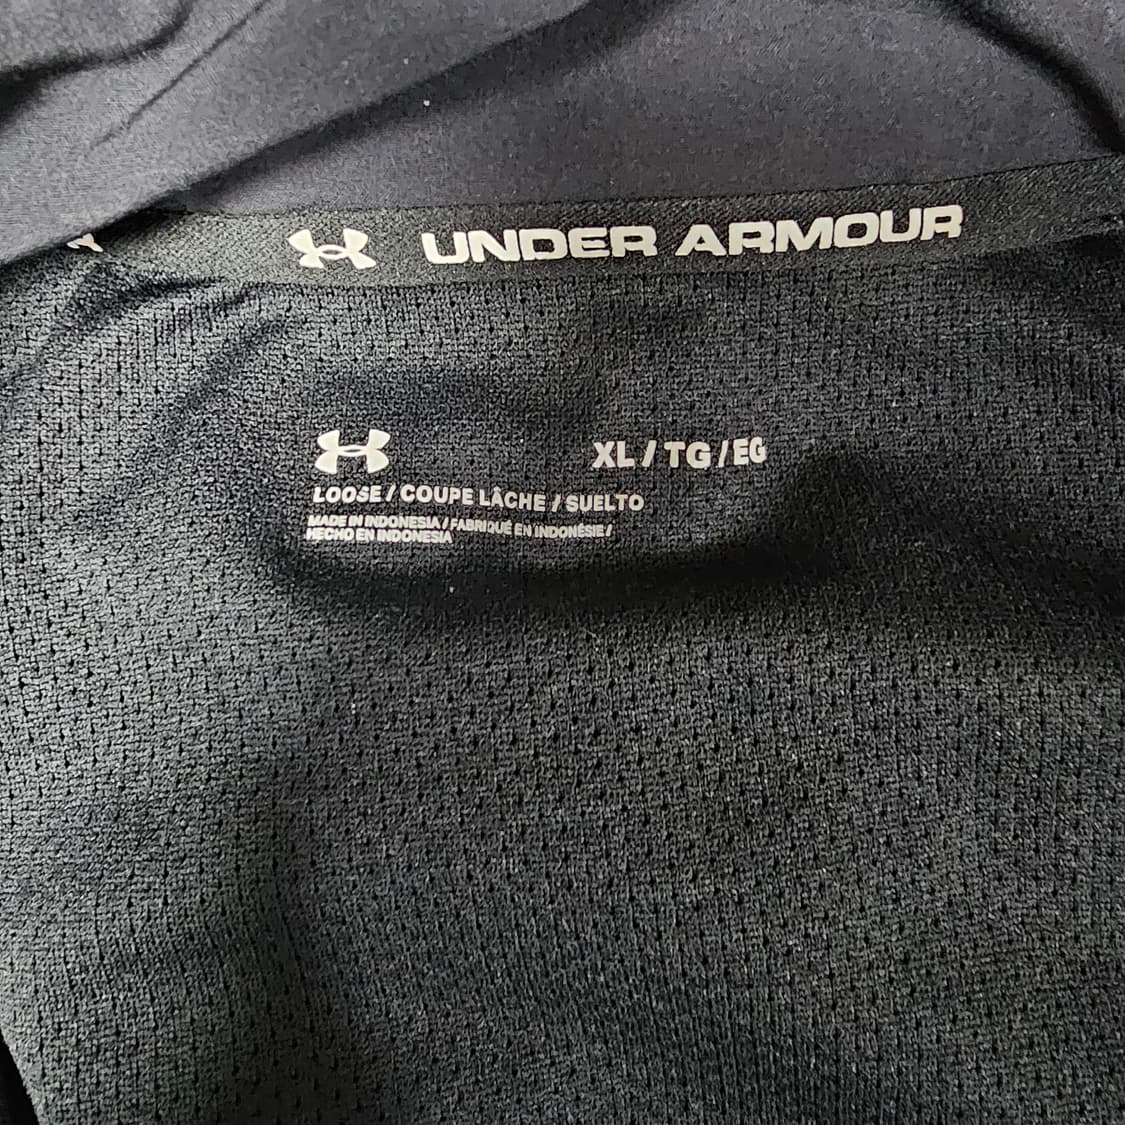 UNDER ARMOUR
XL / TG / EG
LOOSE / COUPE LÂCHE / SUELTO
MADE IN INDONESIA / FABRIQUÉ EN INDONÉSIE /
HECHO EN INDONESIA